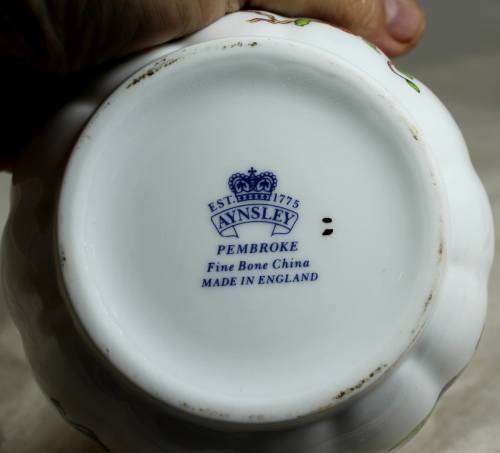 EST. 1775
AYNSLEY
PEMBROKE
Fine Bone China
MADE IN ENGLAND